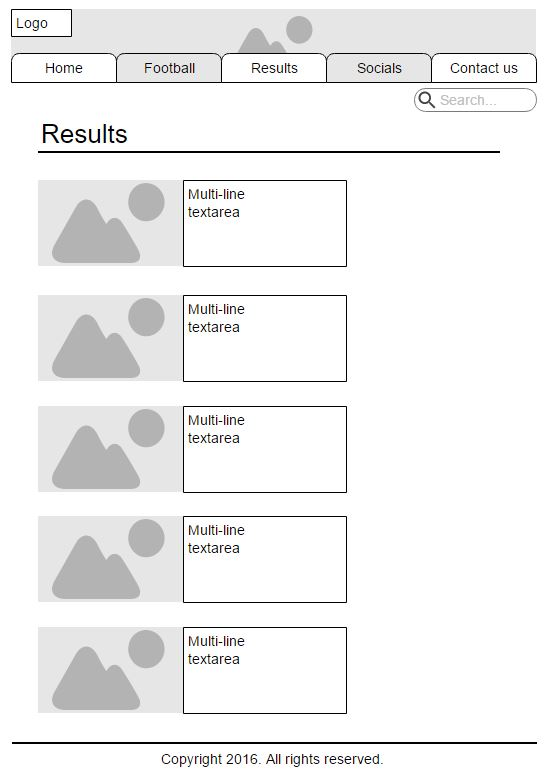 Logo
Home Football Results Socials Contact us
Search...
Results
Multi-line
textarea
Multi-line
textarea
Multi-line
textarea
Multi-line
textarea
Multi-line
textarea
Copyright 2016. All rights reserved.